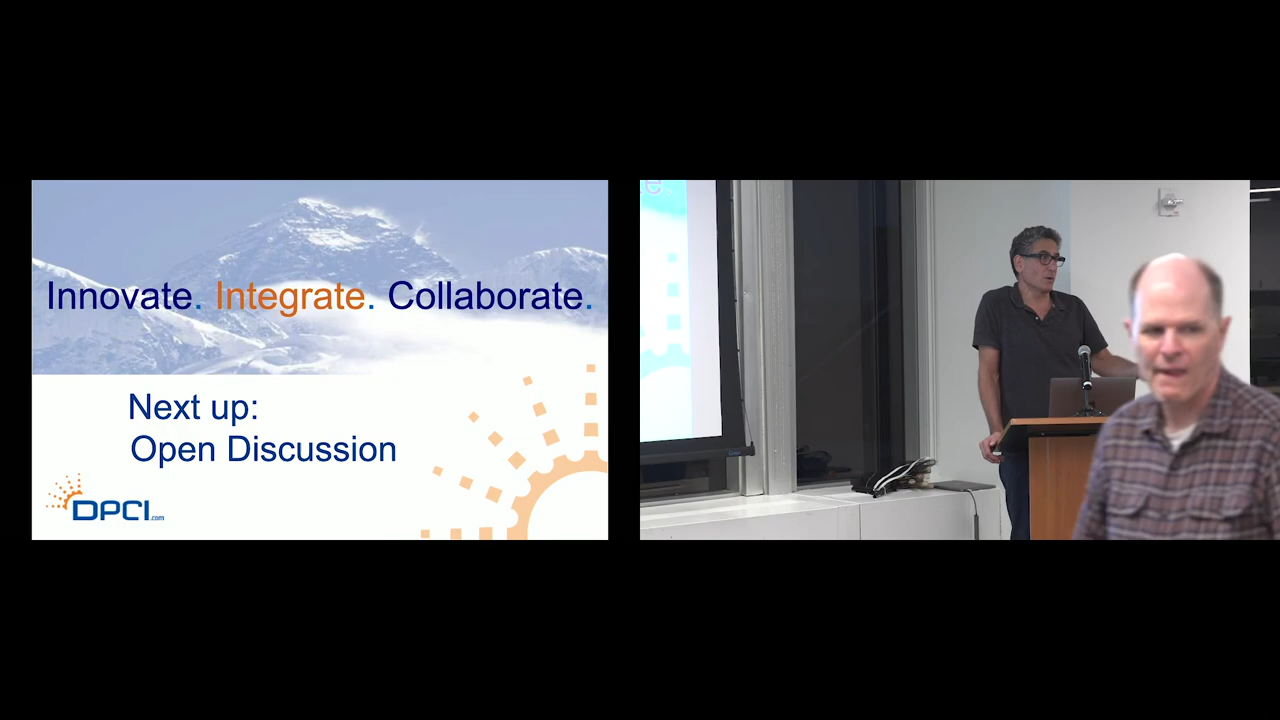 Innovate. Integrate. Collaborate.
Next up:
Open Discussion
DPCI.com